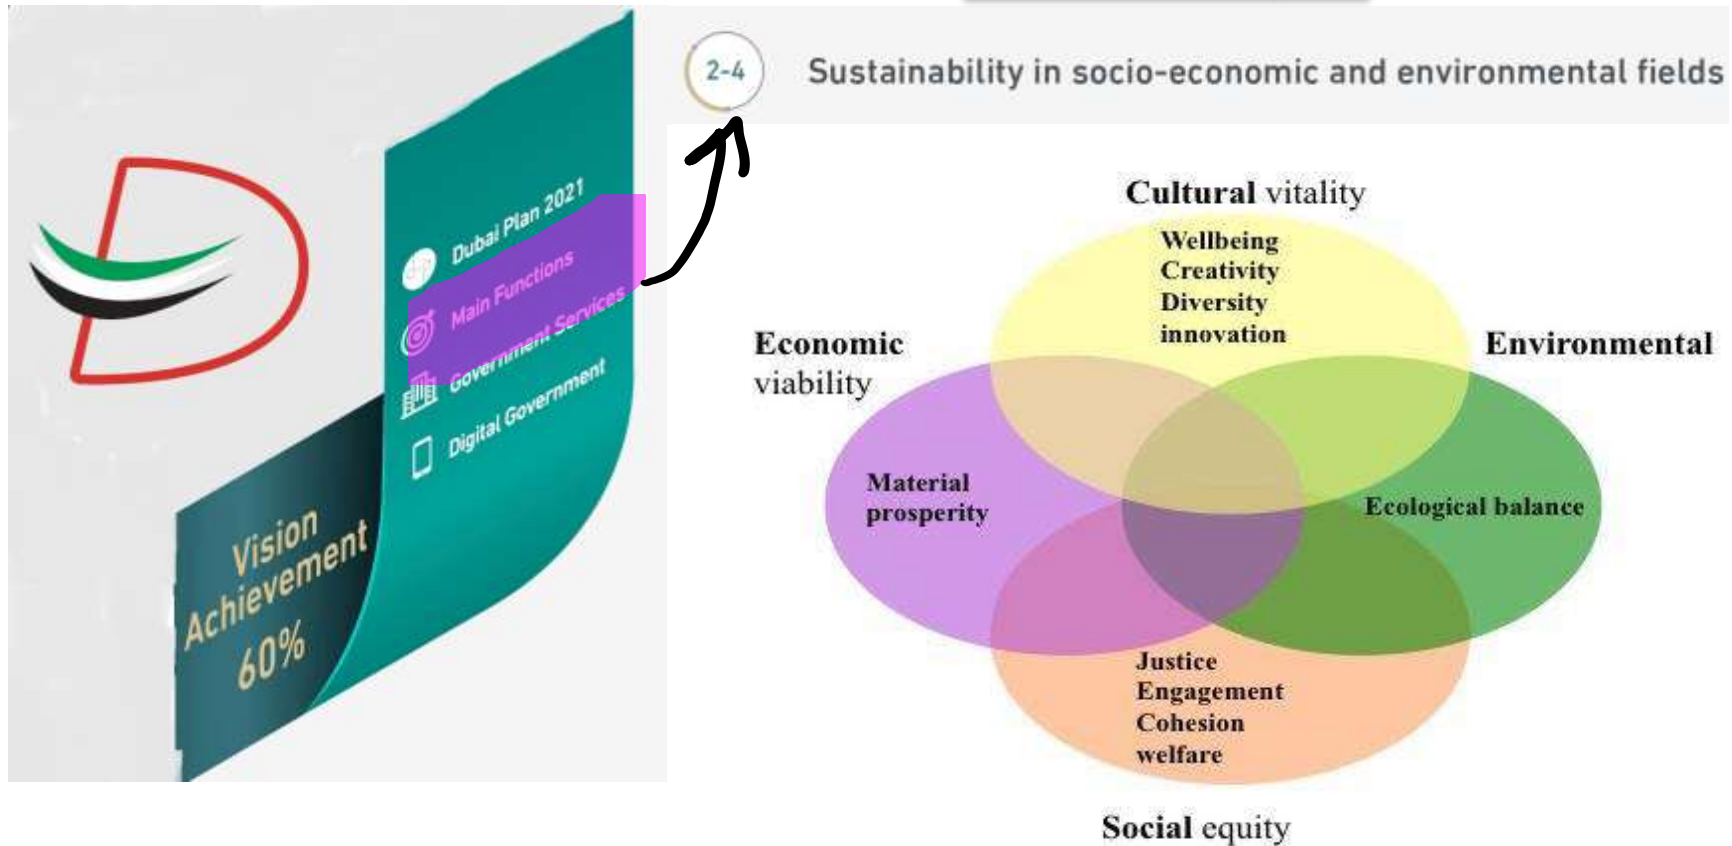 2-4
Sustainability in socio-economic and environmental fields
Dubai Plan 2021
Main Functions
Government Services
Digital Government
Vision
Achievement
60%
Cultural vitality
Wellbeing
Creativity
Diversity
innovation
Economic
viability
Environmental
Material
prosperity
Ecological balance
Justice
Engagement
Cohesion
welfare
Social equity